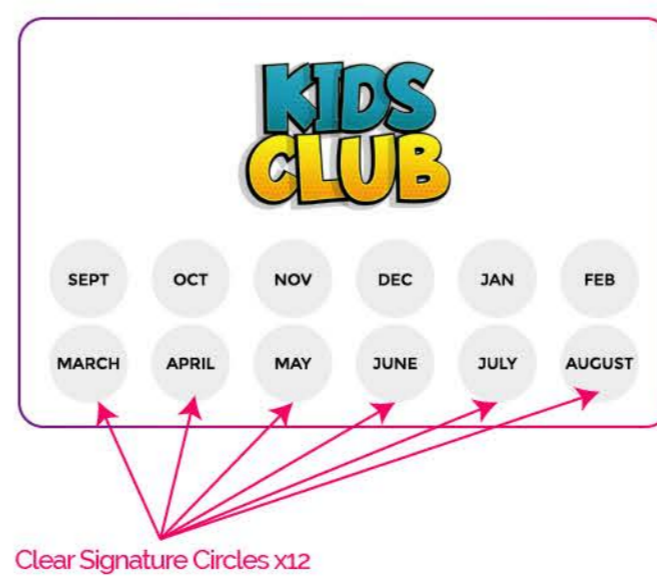 KIDS
CLUB
SEPT OCT NOV DEC JAN FEB
MARCH APRIL MAY JUNE JULY AUGUST
Clear Signature Circles x12